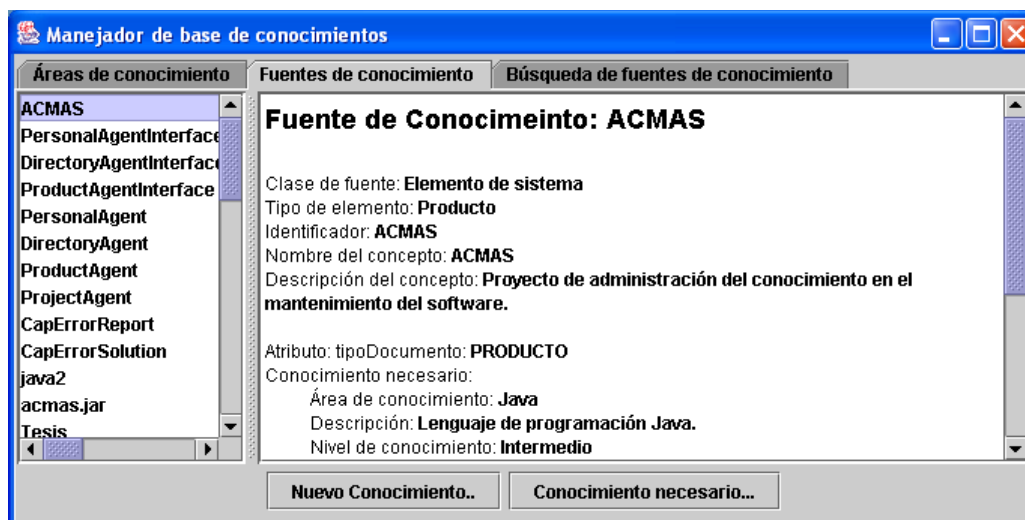 Manejador de base de conocimientos
Áreas de conocimiento
Fuentes de conocimiento
Búsqueda de fuentes de conocimiento
ACMAS
PersonalAgentInterface
DirectoryAgentInterfac
ProductAgentInterface
PersonalAgent
DirectoryAgent
ProductAgent
ProjectAgent
CapErrorReport
CapErrorSolution
java2
acmas.jar
Tesis
Fuente de Conocimeinto: ACMAS
Clase de fuente: Elemento de sistema
Tipo de elemento: Producto
Identificador: ACMAS
Nombre del concepto: ACMAS
Descripción del concepto: Proyecto de administración del conocimiento en el
mantenimiento del software.
Atributo: tipoDocumento: PRODUCTO
Conocimiento necesario:
Área de conocimiento: Java
Descripción: Lenguaje de programación Java.
Nivel de conocimiento: Intermedio
Nuevo Conocimiento..
Conocimiento necesario...